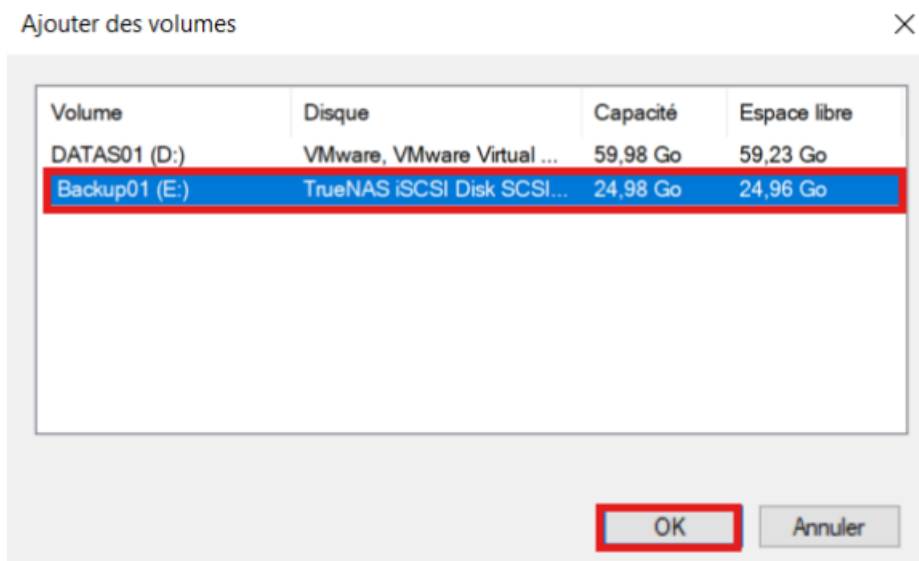 Ajouter des volumes
Volume Disque Capacité Espace libre
DATAS01 (D:) VMware, VMware Virtual ... 59,98 Go 59,23 Go
Backup01 (E:) TrueNAS iSCSI Disk SCSI... 24,98 Go 24,96 Go
OK Annuler